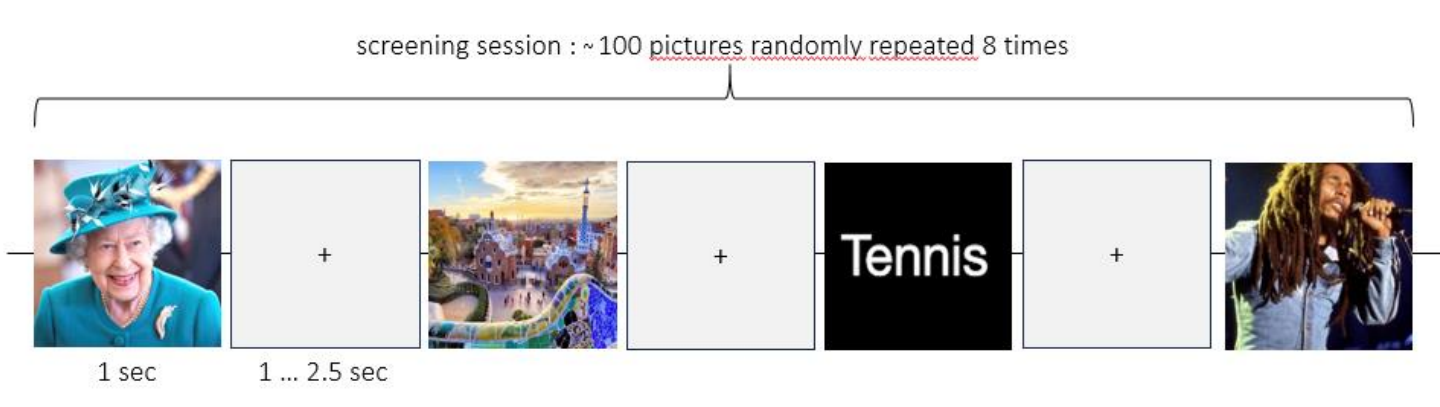 screening session : ~100 pictures randomly repeated 8 times
+
+
Tennis
+
1 sec
1 ... 2.5 sec